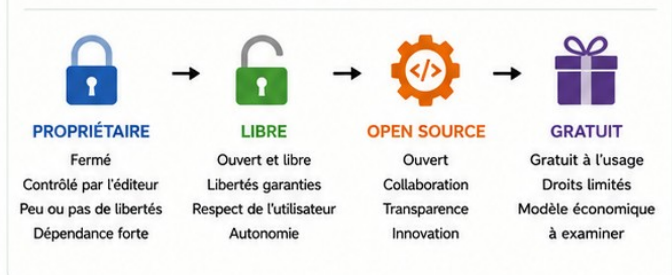 PROPRIÉTAIRE
Fermé
Contrôlé par l'éditeur
Peu ou pas de libertés
Dépendance forte
LIBRE
Ouvert et libre
Libertés garanties
Respect de l'utilisateur
Autonomie
</>
OPEN SOURCE
Ouvert
Collaboration
Transparence
Innovation
GRATUIT
Gratuit à l'usage
Droits limités
Modèle économique
à examiner